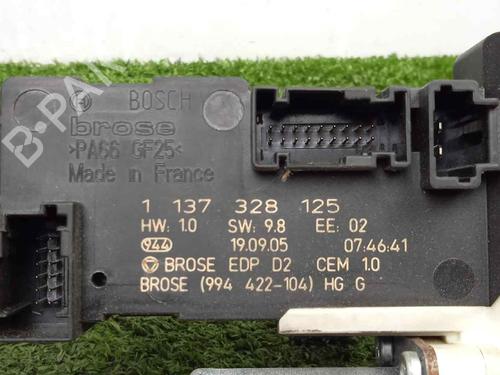 BOSCH
brose
>PA66 GF25<
Made in France
1 137 328 125
HW: 1.0 SW: 9.8 EE: 02
944 19.09.05 07:46:41
BROSE EDP D2 CEM 1.0
BROSE (994 422-104) HG G
B-PA